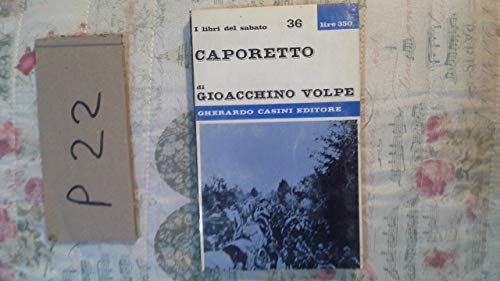 P 22
I libri del sabato 36 lire 350
CAPORETTO
di
GIOACCHINO VOLPE
GHERARDO CASINI EDITORE